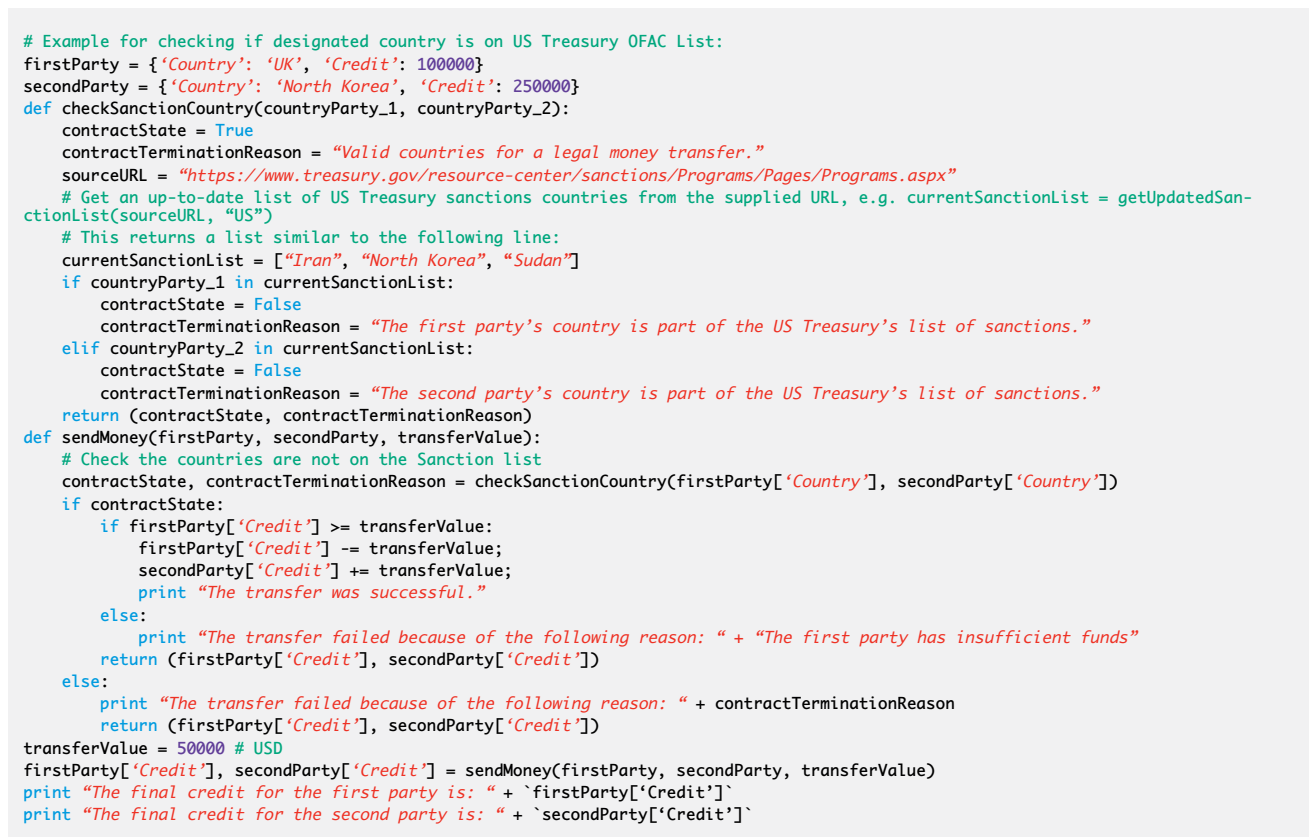 # Example for checking if designated country is on US Treasury OFAC List:
firstParty = {‘Country’: ‘UK’, ‘Credit’: 100000}
secondParty = {‘Country’: ‘North Korea’, ‘Credit’: 250000}
def checkSanctionCountry(countryParty_1, countryParty_2):
    contractState = True
    contractTerminationReason = “Valid countries for a legal money transfer.”
    sourceURL = “https://www.treasury.gov/resource-center/sanctions/Programs/Pages/Programs.aspx”
    # Get an up-to-date list of US Treasury sanctions countries from the supplied URL, e.g. currentSanctionList = getUpdatedSan-
ctionList(sourceURL, “US”)
    # This returns a list similar to the following line:
    currentSanctionList = [“Iran”, “North Korea”, “Sudan”]
    if countryParty_1 in currentSanctionList:
        contractState = False
        contractTerminationReason = “The first party’s country is part of the US Treasury’s list of sanctions.”
    elif countryParty_2 in currentSanctionList:
        contractState = False
        contractTerminationReason = “The second party’s country is part of the US Treasury’s list of sanctions.”
    return (contractState, contractTerminationReason)
def sendMoney(firstParty, secondParty, transferValue):
    # Check the countries are not on the Sanction list
    contractState, contractTerminationReason = checkSanctionCountry(firstParty[‘Country’], secondParty[‘Country’])
    if contractState:
        if firstParty[‘Credit’] >= transferValue:
            firstParty[‘Credit’] -= transferValue;
            secondParty[‘Credit’] += transferValue;
            print “The transfer was successful.”
        else:
            print “The transfer failed because of the following reason: “ + “The first party has insufficient funds”
        return (firstParty[‘Credit’], secondParty[‘Credit’])
    else:
        print “The transfer failed because of the following reason: “ + contractTerminationReason
        return (firstParty[‘Credit’], secondParty[‘Credit’])
transferValue = 50000 # USD
firstParty[‘Credit’], secondParty[‘Credit’] = sendMoney(firstParty, secondParty, transferValue)
print “The final credit for the first party is: “ + `firstParty[‘Credit’]`
print “The final credit for the second party is: “ + `secondParty[‘Credit’]`